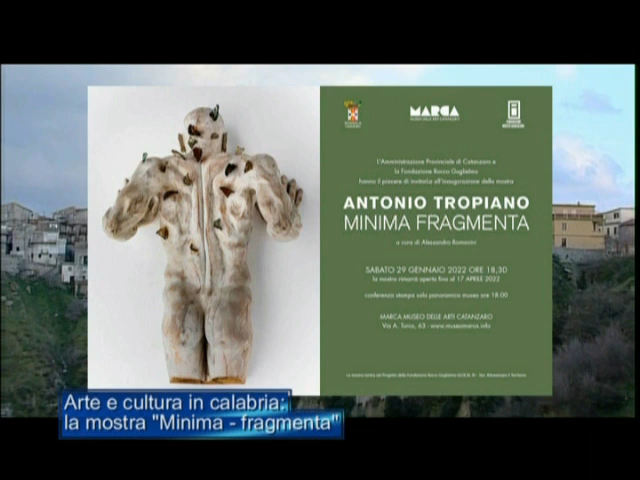 MARCA
L'Amministrazione Provinciale di Catanzaro e
la Fondazione Rocco Guglielmo
hanno il piacere di invitarla all'inaugurazione della mostra
ANTONIO TROPIANO
MINIMA FRAGMENTA
a cura di Alessandro Romanini
SABATO 29 GENNAIO 2022 ORE 18,30
la mostra rimarrà aperta fino al 17 APRILE 2022
conferenza stampa sala panoramica museo ore 18.00
MARCA MUSEO DELLE ARTI CATANZARO
Via A. Turco, 63 - www.museomarca.info
Arte e cultura in calabria:
la mostra "Minima - fragmenta"